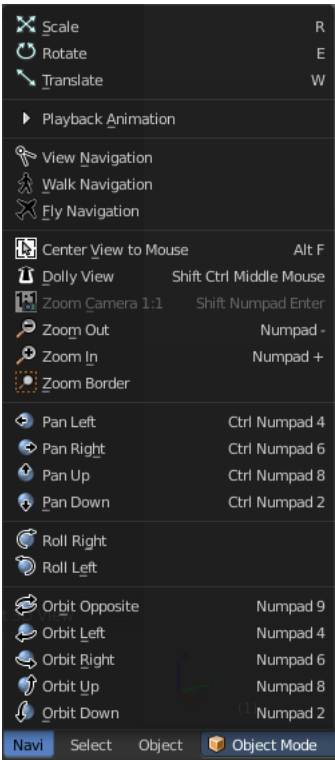 Scale R
Rotate E
Translate W
Playback Animation
View Navigation
Walk Navigation
Fly Navigation
Center View to Mouse Alt F
Dolly View Shift Ctrl Middle Mouse
Zoom Camera 1:1 Shift Numpad Enter
Zoom Out Numpad -
Zoom In Numpad +
Zoom Border
Pan Left Ctrl Numpad 4
Pan Right Ctrl Numpad 6
Pan Up Ctrl Numpad 8
Pan Down Ctrl Numpad 2
Roll Right
Roll Left
Orbit Opposite Numpad 9
Orbit Left Numpad 4
Orbit Right Numpad 6
Orbit Up Numpad 8
(1)
Orbit Down Numpad 2
Navi Select Object Object Mode